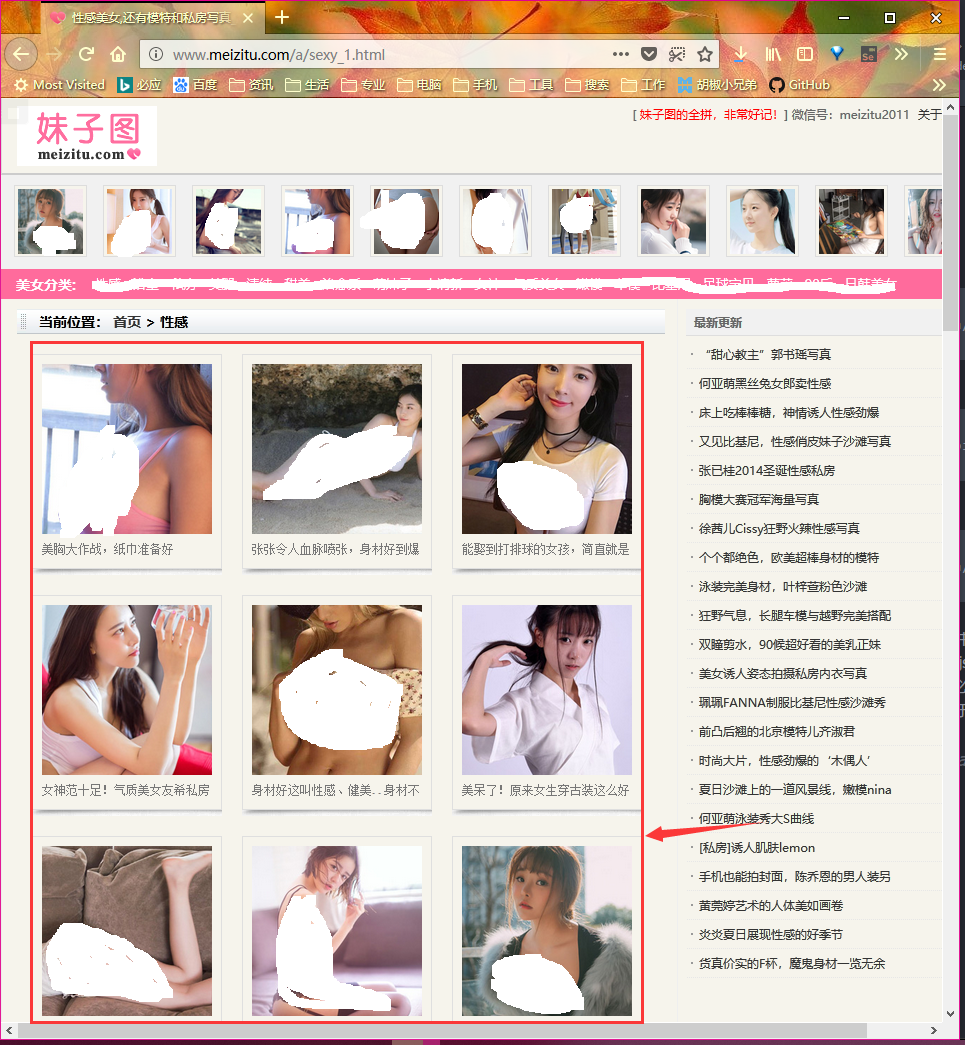 性感美女,还有模特和私房写真
www.meizitu.com/a/sexy_1.html
Most Visited 必应 百度 资讯 生活 专业 电脑 手机 工具 搜索 工作 胡椒小兄弟 GitHub
妹子图
meizitu.com
[ 妹子图的全拼，非常好记！ ] 微信号：meizitu2011 关于
美女分类：
当前位置： 首页 > 性感
美胸大作战，纸巾准备好
张张令人血脉喷张，身材好到爆
能娶到打排球的女孩，简直就是
女神范十足！气质美女友希私房
身材好这叫性感、健美..身材不
美呆了！原来女生穿古装这么好
最新更新
· “甜心教主”郭书瑶写真
· 何亚萌黑丝兔女郎卖性感
· 床上吃棒棒糖，神情诱人性感劲爆
· 又见比基尼，性感俏皮妹子沙滩写真
· 张已桂2014圣诞性感私房
· 胸模大赛冠军海量写真
· 徐茜儿Cissy狂野火辣性感写真
· 个个都绝色，欧美超棒身材的模特
· 泳装完美身材，叶梓萱粉色沙滩
· 狂野气息，长腿车模与越野完美搭配
· 双瞳剪水，90候超好看的美乳正妹
· 美女诱人姿态拍摄私房内衣写真
· 珮珮FANNA制服比基尼性感沙滩秀
· 前凸后翘的北京模特儿齐淑君
· 时尚大片，性感劲爆的‘木偶人’
· 夏日沙滩上的一道风景线，嫩模nina
· 何亚萌泳装秀大S曲线
· [私房]诱人肌肤lemon
· 手机也能拍封面，陈乔恩的男人装另
· 黄莞婷艺术的人体美如画卷
· 炎炎夏日展现性感的好季节
· 货真价实的F杯，魔鬼身材一览无余